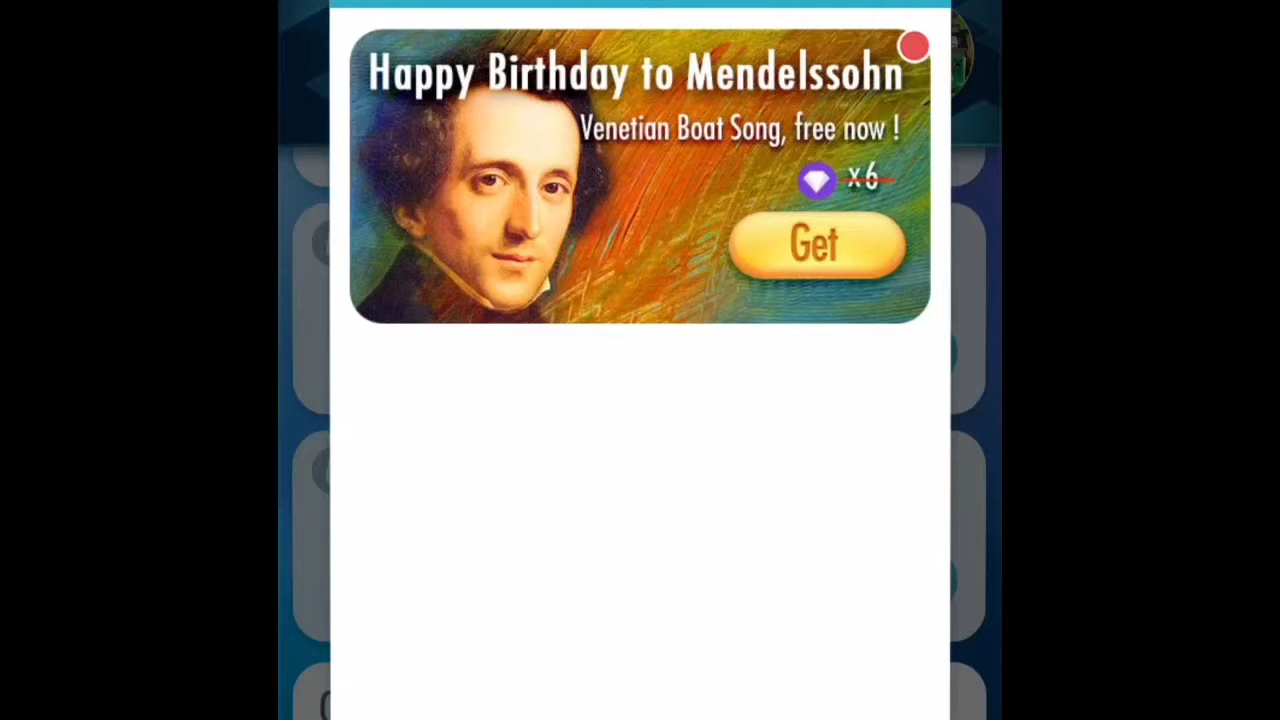 Happy Birthday to Mendelssohn
Venetian Boat Song, free now !
x6
Get